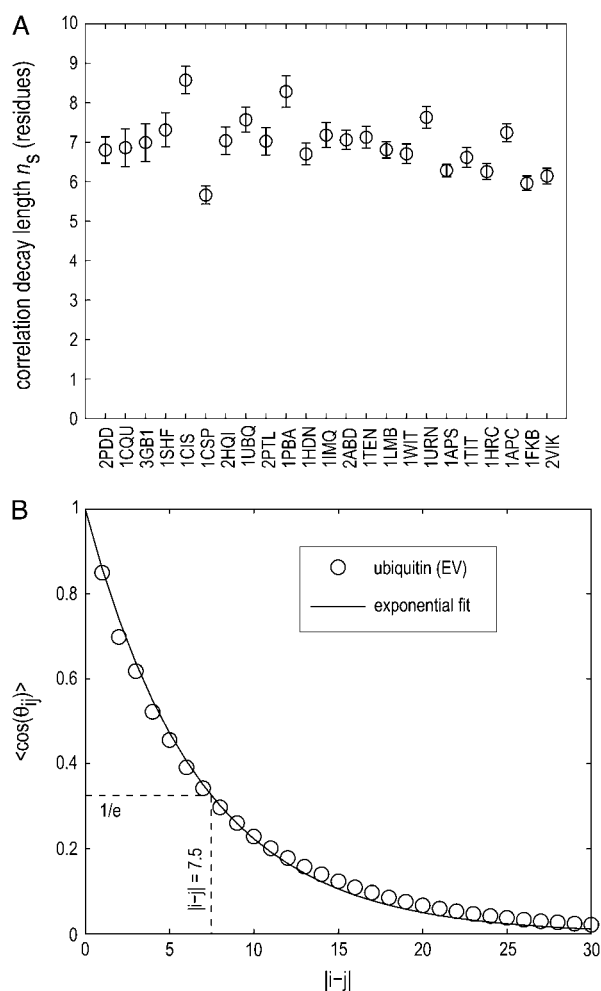 A
correlation decay length nₛ (residues)
10
9
8
7
6
5
4
3
2
1
0
2PDD
1CQU
3GB1
1SHF
1CIS
1CSP
2HQI
1UBQ
2PTL
1PBA
1HDN
1IMQ
2ABD
1TEN
1LMB
1WIT
1URN
1APS
1TIT
1HRC
1APC
1FKB
2VIK
B
<cos(θᵢⱼ)>
1
0.8
0.6
0.4
0.2
0
ubiquitin (EV)
exponential fit
1/e
|i−j| = 7.5
0
5
10
15
20
25
30
|i−j|